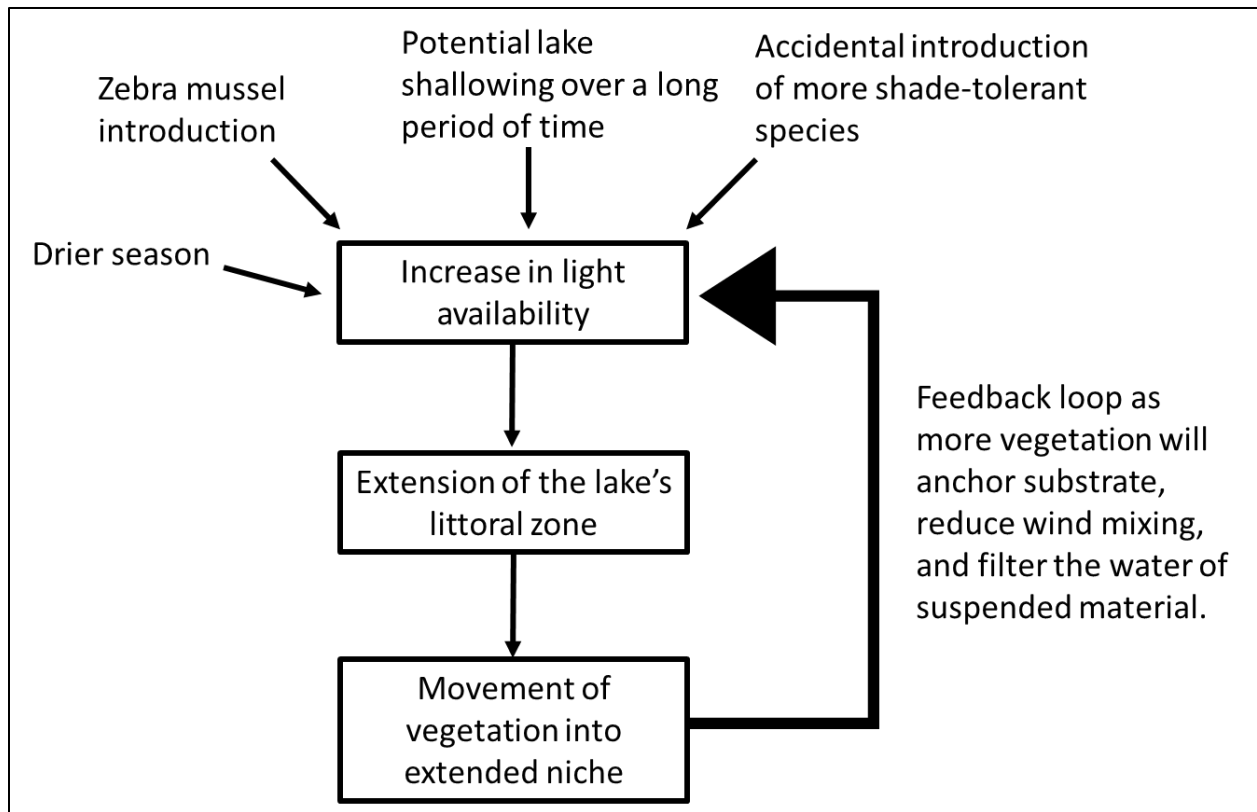 Zebra mussel
introduction
Potential lake
shallowing over a long
period of time
Accidental introduction
of more shade-tolerant
species
Drier season
Increase in light
availability
Extension of the lake’s
littoral zone
Movement of
vegetation into
extended niche
Feedback loop as
more vegetation will
anchor substrate,
reduce wind mixing,
and filter the water of
suspended material.